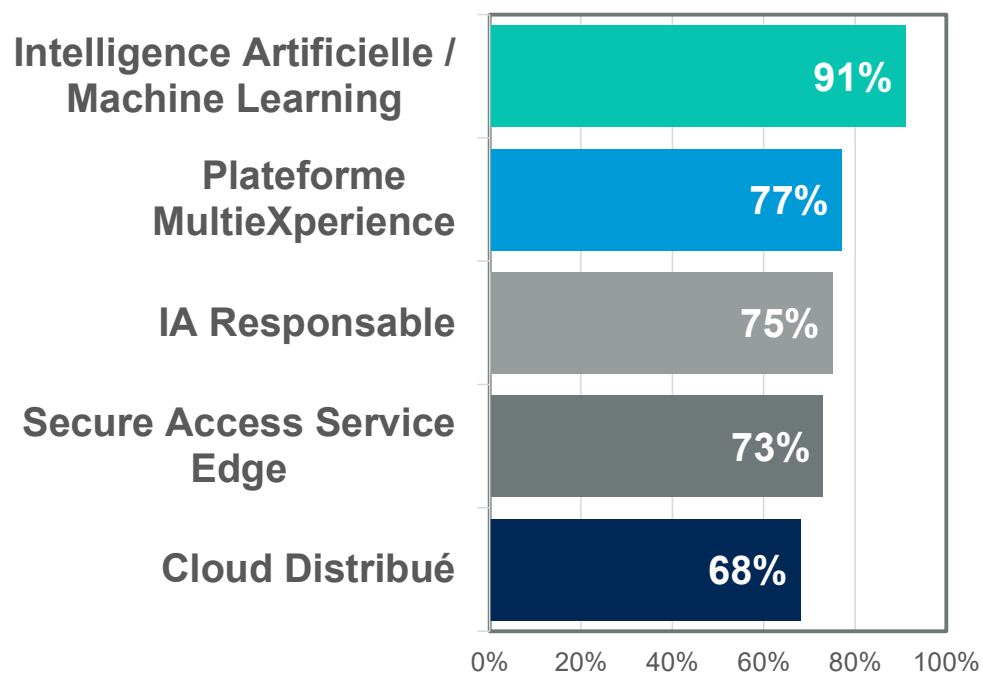 Intelligence Artificielle /
Machine Learning
91%
Plateforme
MultieXperience
77%
IA Responsable
75%
Secure Access Service
Edge
73%
Cloud Distribué
68%
0% 20% 40% 60% 80% 100%